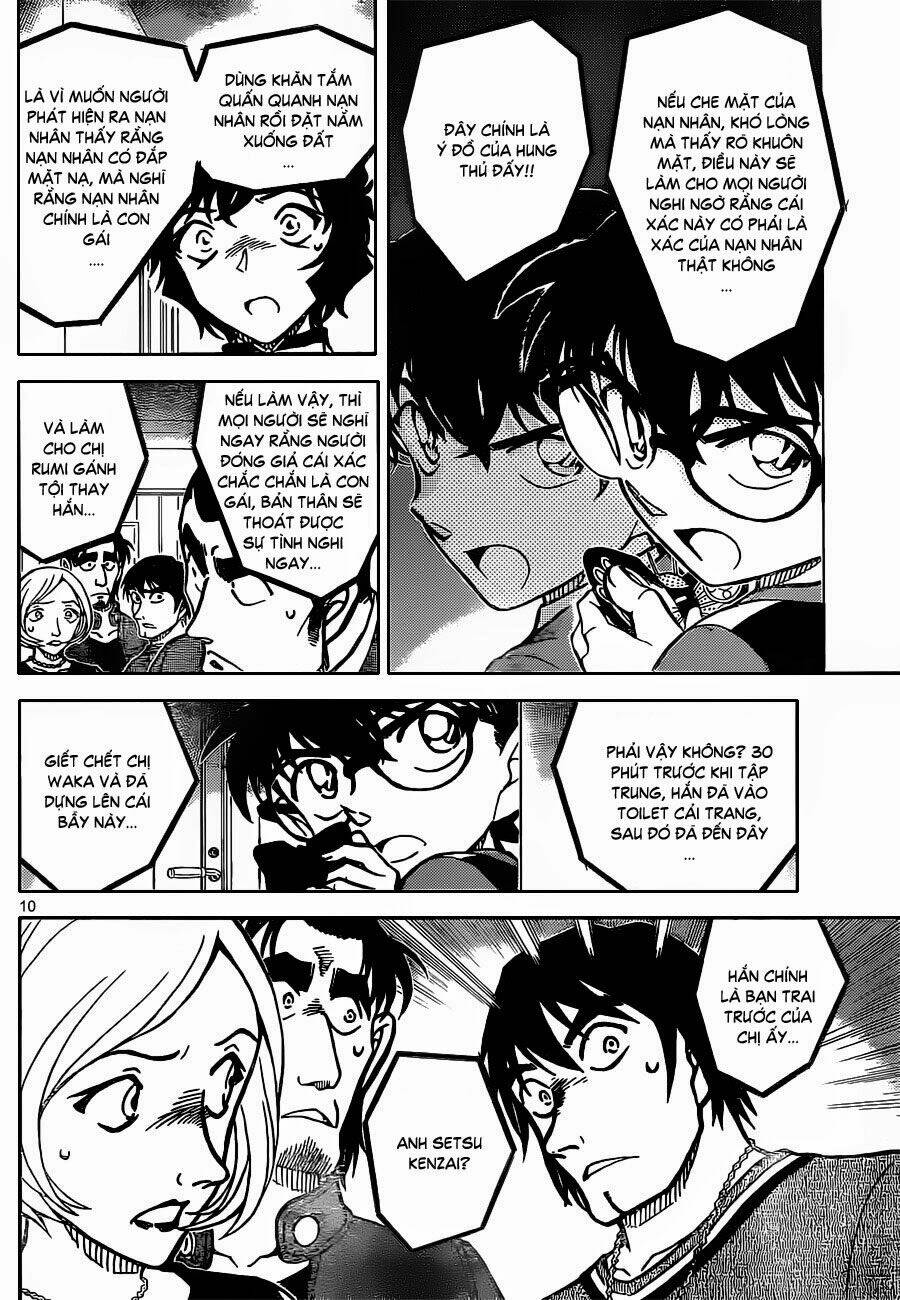 NẾU CHE MẶT CỦA
NẠN NHÂN, KHÓ LÒNG
MÀ THẤY RÕ KHUÔN
MẶT, ĐIỀU NÀY SẼ
LÀM CHO MỌI NGƯỜI
NGHI NGỜ RẰNG CÁI
XÁC NÀY CÓ PHẢI LÀ
XÁC CỦA NẠN NHÂN
THẬT KHÔNG
...
ĐÂY CHÍNH LÀ
Ý ĐỒ CỦA HUNG
THỦ ĐẤY!!
DÙNG KHĂN TẮM
QUẤN QUANH NẠN
NHÂN RỒI ĐẶT NẰM
XUỐNG ĐẤT
...
LÀ VÌ MUỐN NGƯỜI
PHÁT HIỆN RA NẠN
NHÂN THẤY RẰNG
NẠN NHÂN CÓ ĐẮP
MẶT NẠ, MÀ NGHĨ
RẰNG NẠN NHÂN
CHÍNH LÀ CON
GÁI
....
NẾU LÀM VẬY, THÌ
MỌI NGƯỜI SẼ NGHĨ
NGAY RẰNG NGƯỜI
ĐÓNG GIẢ CÁI XÁC
CHẮC CHẮN LÀ CON
GÁI, BẢN THÂN SẼ
THOÁT ĐƯỢC
SỰ TÌNH NGHI
NGAY...
VÀ LÀM
CHO CHỊ
RUMI GÁNH
TỘI THAY
HẮN...
PHẢI VẬY KHÔNG? 30
PHÚT TRƯỚC KHI TẬP
TRUNG, HẮN ĐÃ VÀO
TOILET CẢI TRANG,
SAU ĐÓ ĐÃ ĐẾN ĐÂY
...
GIẾT CHẾT CHỊ
WAKA VÀ ĐÃ
DỰNG LÊN CÁI
BẪY NÀY...
10
HẮN CHÍNH
LÀ BẠN TRAI
TRƯỚC CỦA
CHỊ ẤY...
ANH SETSU
KENZAI?